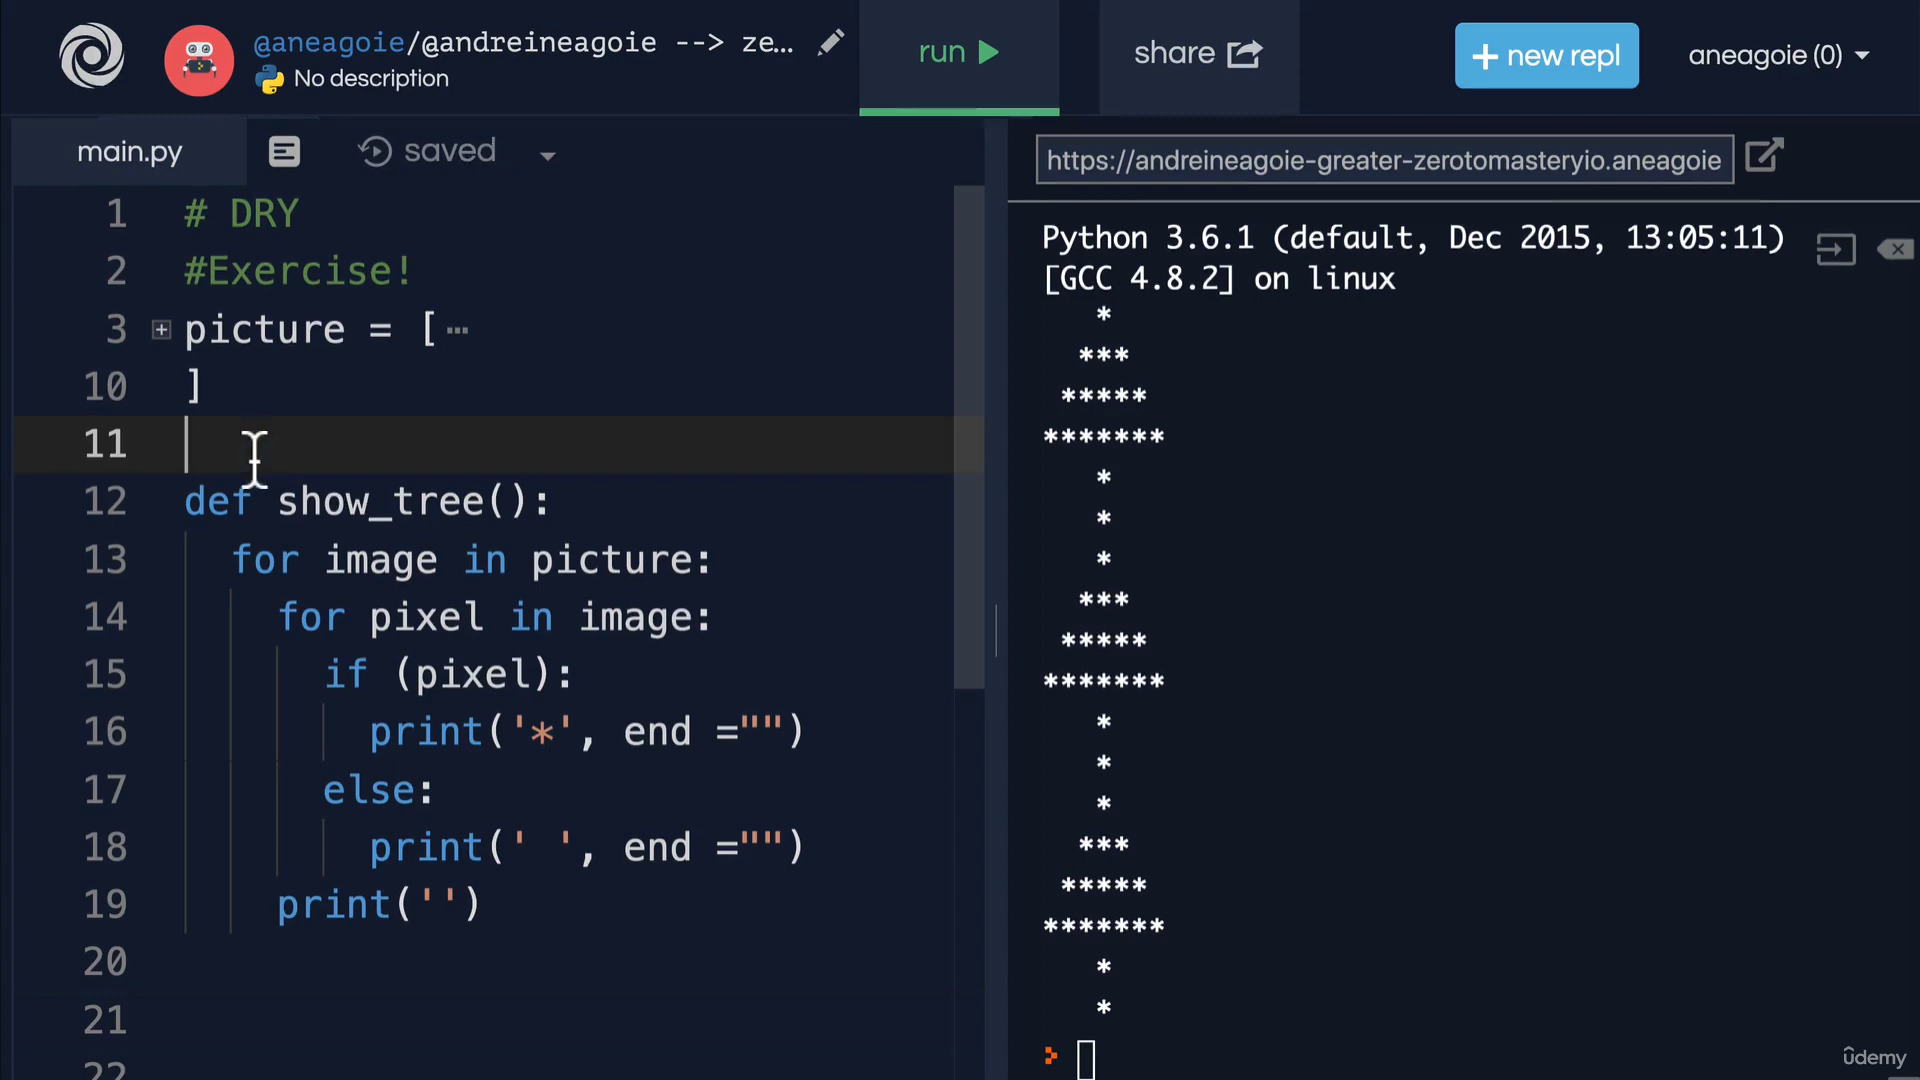 @aneagoie/@andreineagoie --> ze...
No description
run
share
+ new repl
aneagoie (0)
main.py
saved
1 # DRY
2 #Exercise!
3 picture = [...
10 ]
11
12 def show_tree():
13   for image in picture:
14     for pixel in image:
15       if (pixel):
16         print('*', end ="")
17       else:
18         print(' ', end ="")
19     print('')
20
21
22
https://andreineagoie-greater-zerotomasteryio.aneagoie
Python 3.6.1 (default, Dec 2015, 13:05:11)
[GCC 4.8.2] on linux
   *
  ***
 *****
*******
   *
   *
   *
  ***
 *****
*******
   *
   *
   *
  ***
 *****
*******
   *
   *
ûdemy